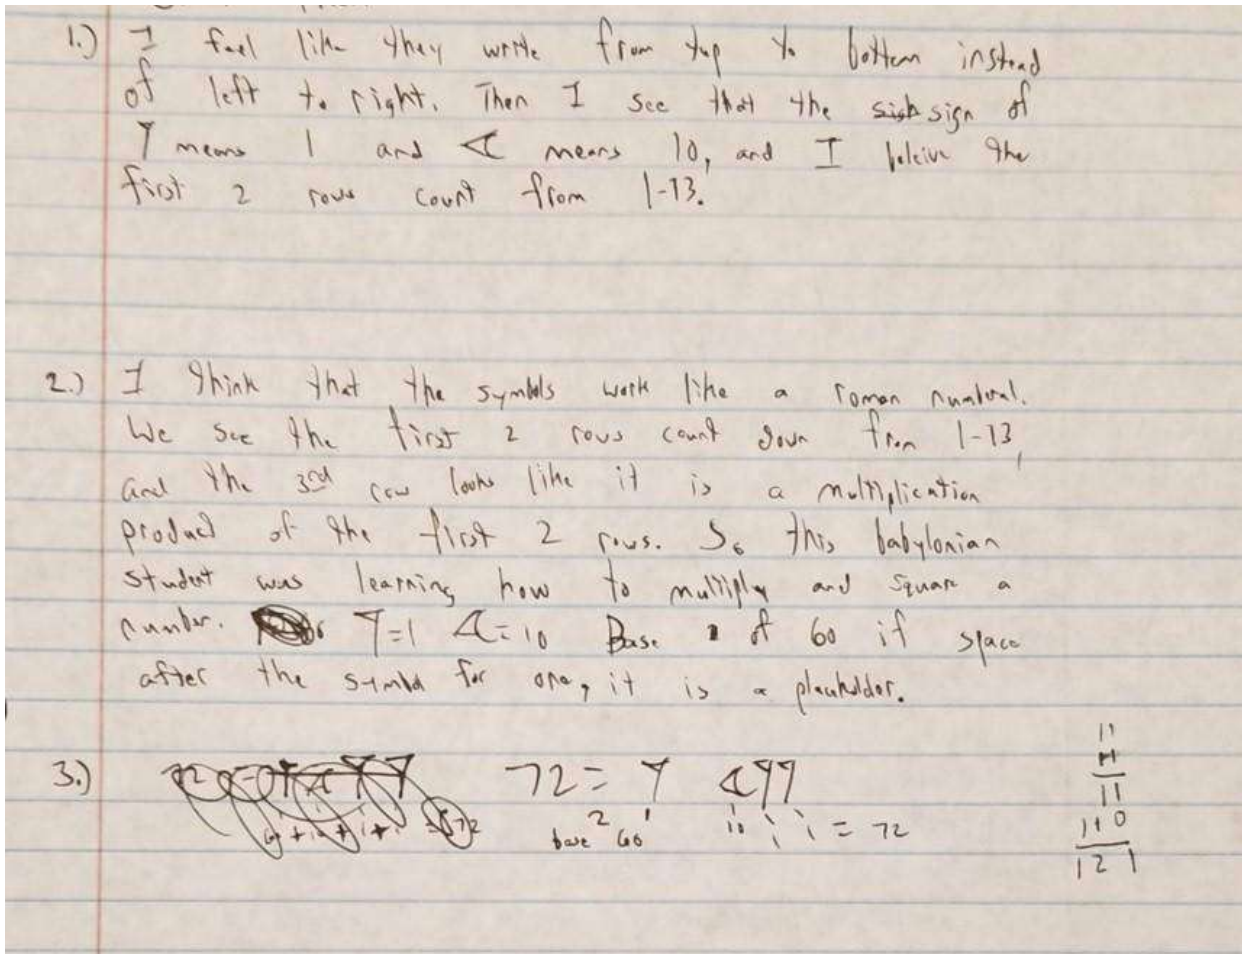 1.) I feel like they write from top to bottom instead
of left to right. Then I see that the sign of
𒁹 means 1 and 𒌋 means 10, and I beleive the
first 2 rows count from 1-13.
2.) I think that the symbols work like a roman numberal.
We see the first 2 rows count down from 1-13,
and the 3rd row looks like it is a multiplication
product of the first 2 rows. So this babylonian
student was learning how to multiply and square a
number. 𒁹=1 𒌋=10 Base of 60 if space
after the symbol for one, it is a placeholder.
3.) 72 = 𒁹 𒌋𒁹𒁹
base 60 10 1 1 = 72
11
11
11
110
121